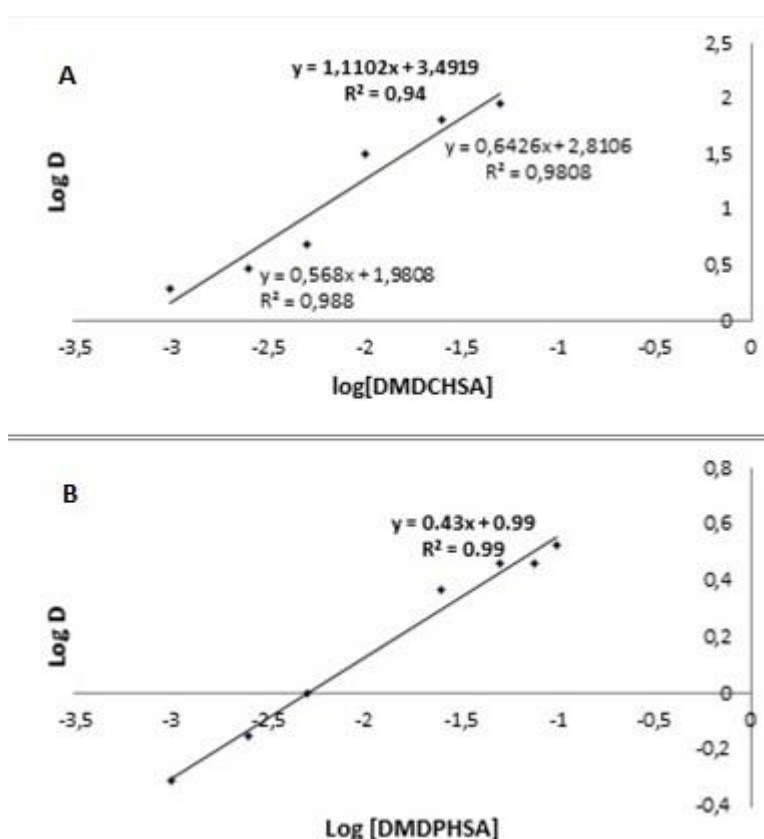 A
y = 1,1102x + 3,4919
R² = 0,94
y = 0,6426x + 2,8106
R² = 0,9808
y = 0,568x + 1,9808
R² = 0,988
Log D
2,5
2
1,5
1
0,5
0
-3,5 -3 -2,5 -2 -1,5 -1 -0,5 0
log[DMDCHSA]
B
y = 0.43x + 0.99
R² = 0.99
Log D
0,8
0,6
0,4
0,2
0
-3,5 -3 -2,5 -2 -1,5 -1 -0,5 0
-0,2
-0,4
Log [DMDPHSA]